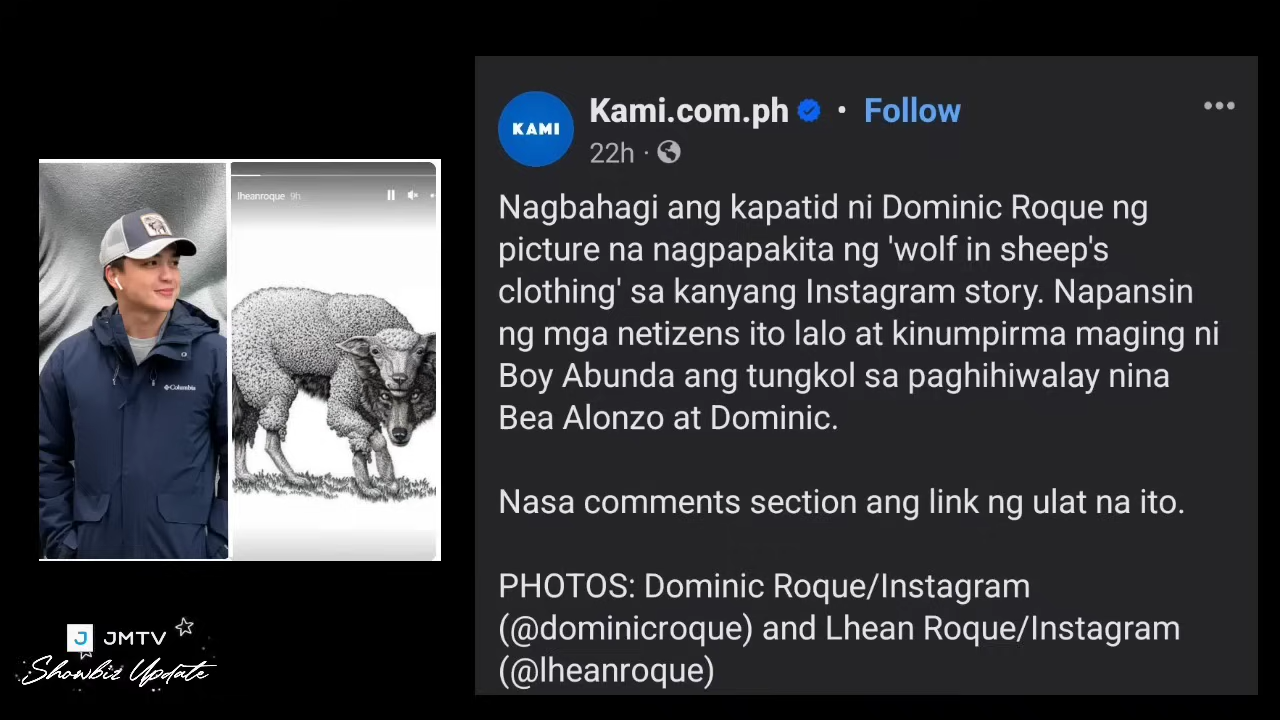 lheanroque 9h
Columbia
J JMTV
Showbiz Update
KAMI
Kami.com.ph · Follow
22h ·
Nagbahagi ang kapatid ni Dominic Roque ng
picture na nagpapakita ng 'wolf in sheep's
clothing' sa kanyang Instagram story. Napansin
ng mga netizens ito lalo at kinumpirma maging ni
Boy Abunda ang tungkol sa paghihiwalay nina
Bea Alonzo at Dominic.
Nasa comments section ang link ng ulat na ito.
PHOTOS: Dominic Roque/Instagram
(@dominicroque) and Lhean Roque/Instagram
(@lheanroque)